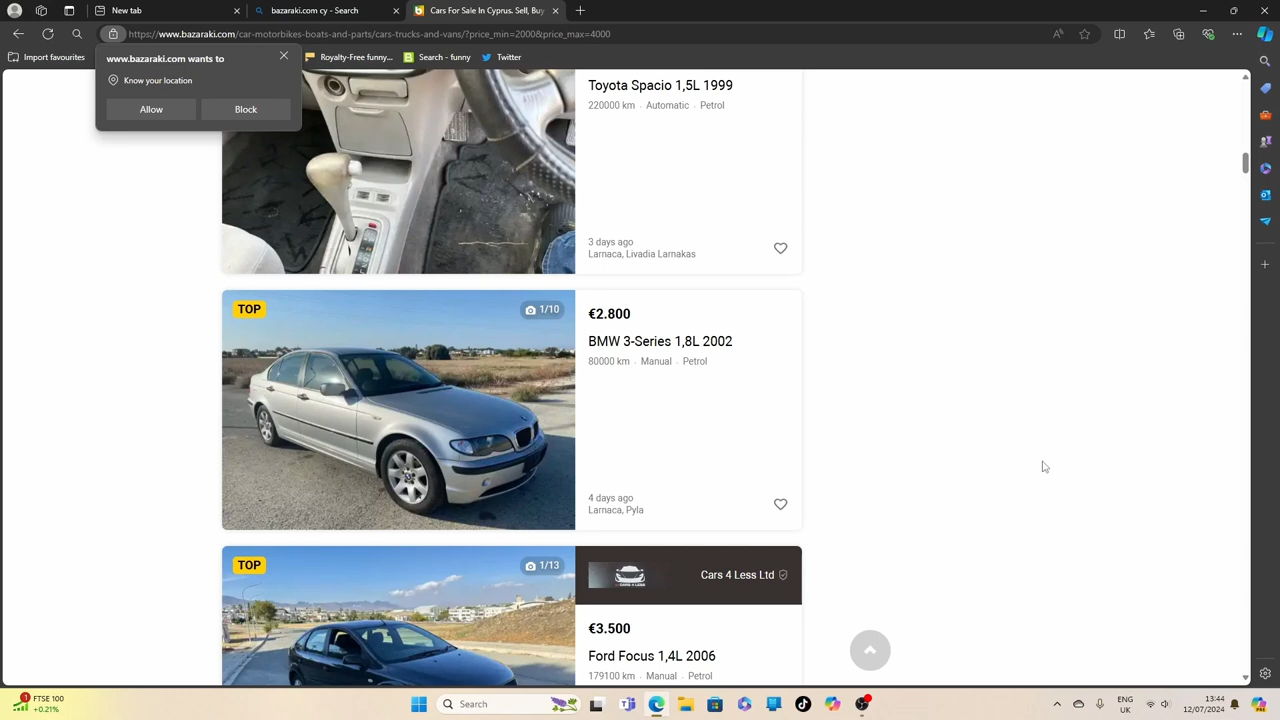 New tab
bazaraki.com cy - Search
Cars For Sale In Cyprus. Sell, Buy
https://www.bazaraki.com/car-motorbikes-boats-and-parts/cars-trucks-and-vans/?price_min=2000&price_max=4000
Import favourites
Royalty-Free funny...
Search - funny
Twitter
www.bazaraki.com wants to
Know your location
Allow
Block
Toyota Spacio 1,5L 1999
220000 km · Automatic · Petrol
3 days ago
Larnaca, Livadia Larnakas
TOP
1/10
€2.800
BMW 3-Series 1,8L 2002
80000 km · Manual · Petrol
4 days ago
Larnaca, Pyla
TOP
1/13
CARS 4 LESS
Cars 4 Less Ltd
€3.500
Ford Focus 1,4L 2006
179100 km · Manual · Petrol
1
FTSE 100
+0.21%
Search
ENG
UK
13:44
12/07/2024